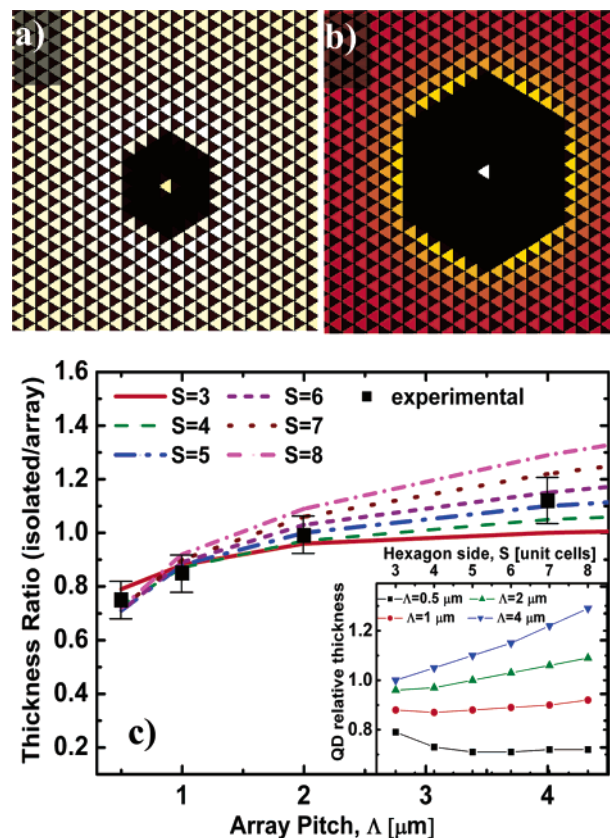 a)
b)
Thickness Ratio (isolated/array)
1.6
1.4
1.2
1.0
0.8
0.6
0.4
0.2
S=3
S=6
experimental
S=4
S=7
S=5
S=8
Hexagon side, S [unit cells]
3 4 5 6 7 8
Λ=0.5 μm
Λ=2 μm
Λ=1 μm
Λ=4 μm
QD relative thickness
1.2
1.0
0.8
c)
1 2 3 4
Array Pitch, Λ [μm]